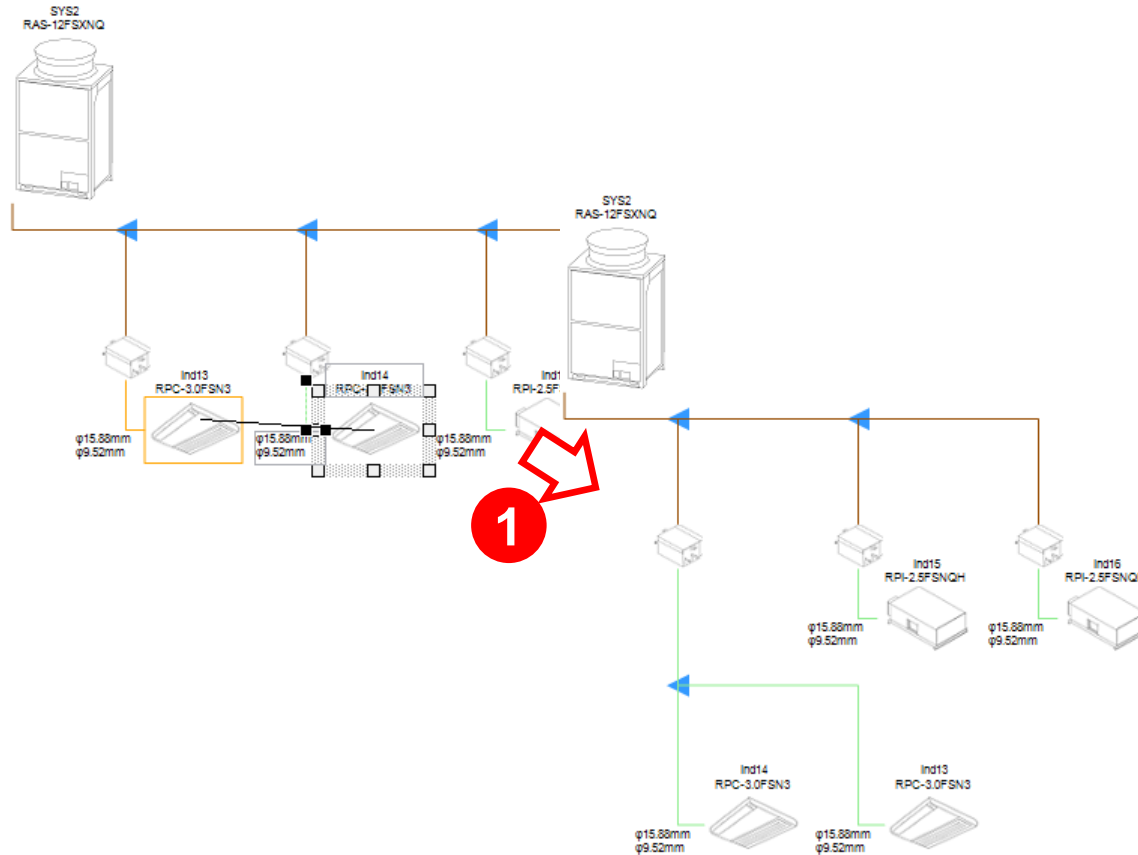 SYS2
RAS-12FSXNQ
SYS2
RAS-12FSXNQ
Ind13
RPC-3.0FSN3
Ind14
φ15.88mm
φ9.52mm
φ15.88mm
φ9.52mm
φ15.88mm
φ9.52mm
1
Ind15
RPI-2.5FSNQH
Ind16
φ15.88mm
φ9.52mm
φ15.88mm
φ9.52mm
Ind14
RPC-3.0FSN3
Ind13
RPC-3.0FSN3
φ15.88mm
φ9.52mm
φ15.88mm
φ9.52mm